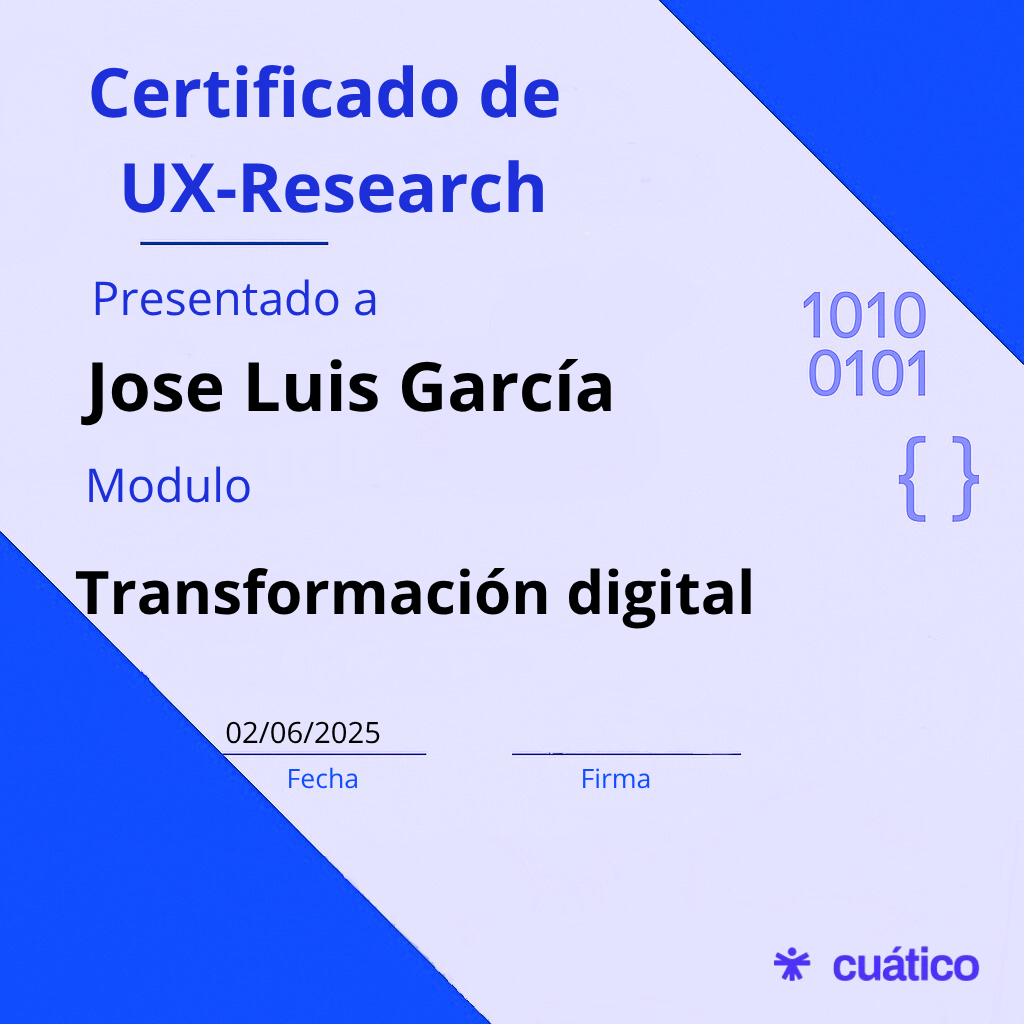 Certificado de
UX-Research
Presentado a
Jose Luis García
1010
0101
{ }
Modulo
Transformación digital
02/06/2025
Fecha
Firma
cuático